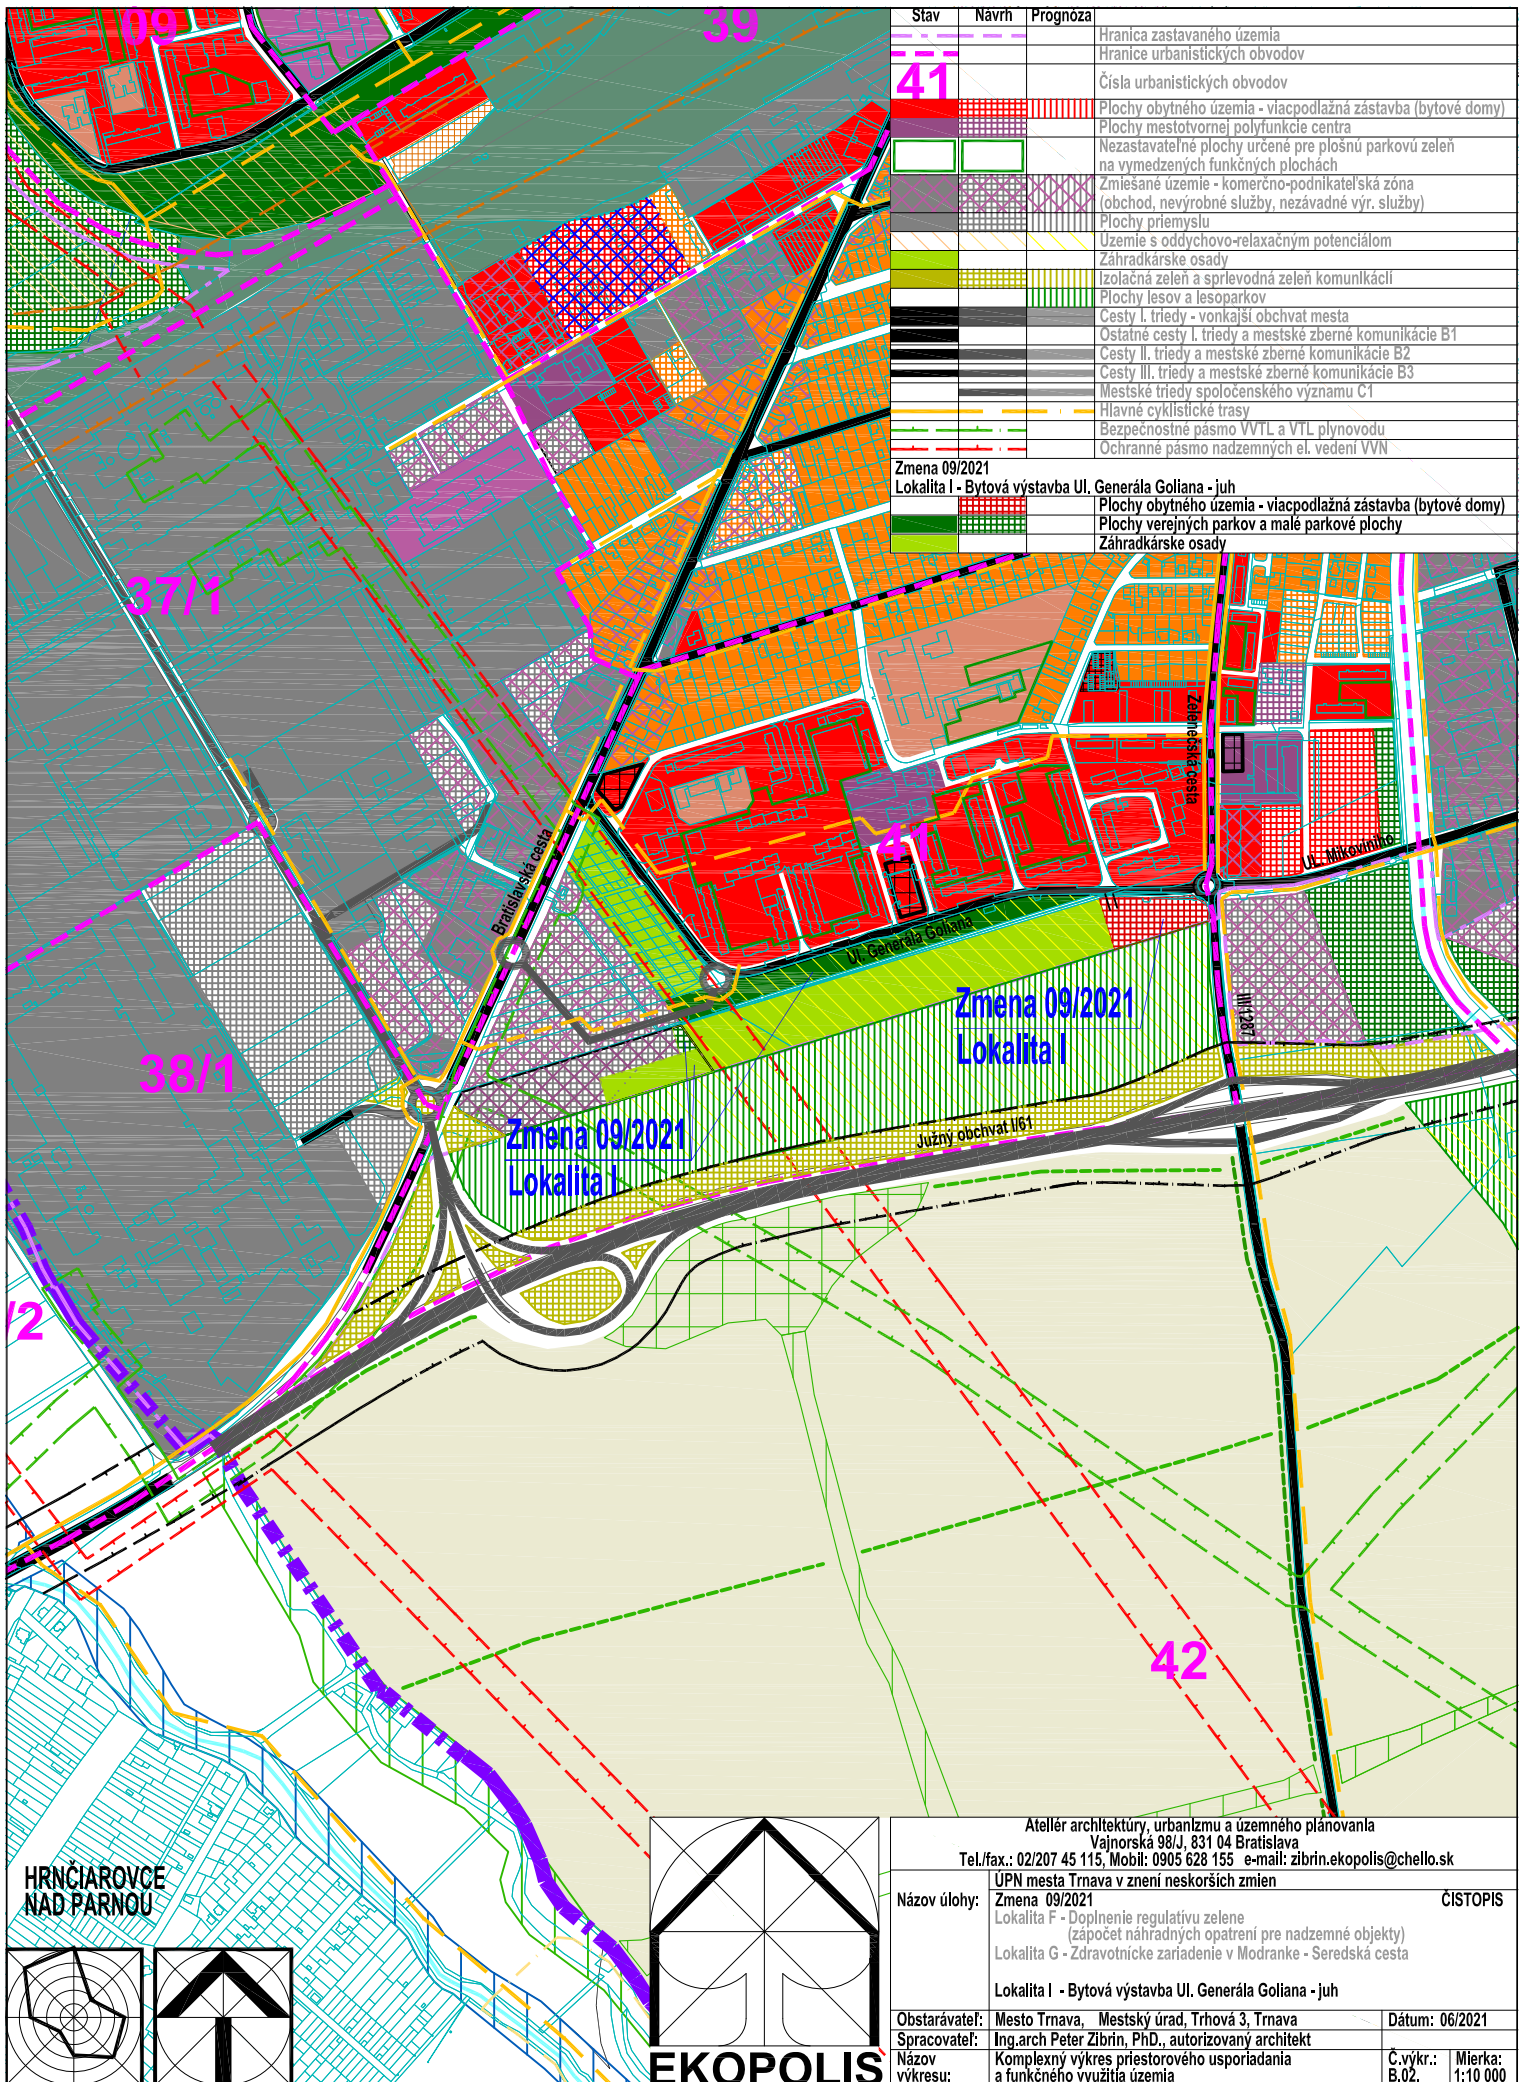 09
39
Stav Návrh Prognóza
Hranica zastavaného územia
Hranice urbanistických obvodov
41
Čísla urbanistických obvodov
Plochy obytného územia - viacpodlažná zástavba (bytové domy)
Plochy mestotvornej polyfunkcie centra
Nezastavateľné plochy určené pre plošnú parkovú zeleň
na vymedzených funkčných plochách
Zmiešané územie - komerčno-podnikateľská zóna
(obchod, nevýrobné služby, nezávadné výr. služby)
Plochy priemyslu
Územie s oddychovo-relaxačným potenciálom
Záhradkárske osady
Izolačná zeleň a sprievodná zeleň komunikácií
Plochy lesov a lesoparkov
Cesty I. triedy - vonkajší obchvat mesta
Ostatné cesty I. triedy a mestské zberné komunikácie B1
Cesty II. triedy a mestské zberné komunikácie B2
Cesty III. triedy a mestské zberné komunikácie B3
Mestské triedy spoločenského významu C1
Hlavné cyklistické trasy
Bezpečnostné pásmo VVTL a VTL plynovodu
Ochranné pásmo nadzemných el. vedení VVN
Zmena 09/2021
Lokalita I - Bytová výstavba Ul. Generála Goliana - juh
Plochy obytného územia - viacpodlažná zástavba (bytové domy)
Plochy verejných parkov a malé parkové plochy
Záhradkárske osady
37/1
Zelenečská cesta
41
UL. Mikovíniho
Bratislavská cesta
Ul. Generála Goliana
Zmena 09/2021
Lokalita I
III/1287
38/1
Zmena 09/2021
Lokalita I
Južný obchvat I/61
/2
42
HRNČIAROVCE
NAD PARNOU
EKOPOLIS
Ateliér architektúry, urbanizmu a územného plánovania
Vajnorská 98/J, 831 04 Bratislava
Tel./fax.: 02/207 45 115, Mobil: 0905 628 155 e-mail: zibrin.ekopolis@chello.sk
Názov úlohy:
ÚPN mesta Trnava v znení neskorších zmien
Zmena 09/2021 ČISTOPIS
Lokalita F - Doplnenie regulatívu zelene
(zápočet náhradných opatrení pre nadzemné objekty)
Lokalita G - Zdravotnícke zariadenie v Modranke - Seredská cesta
Lokalita I - Bytová výstavba Ul. Generála Goliana - juh
Obstarávateľ: Mesto Trnava, Mestský úrad, Trhová 3, Trnava Dátum: 06/2021
Spracovateľ: Ing.arch Peter Zibrin, PhD., autorizovaný architekt
Názov Komplexný výkres priestorového usporiadania Č.výkr.: Mierka:
výkresu: a funkčného využitia územia B.02. 1:10 000